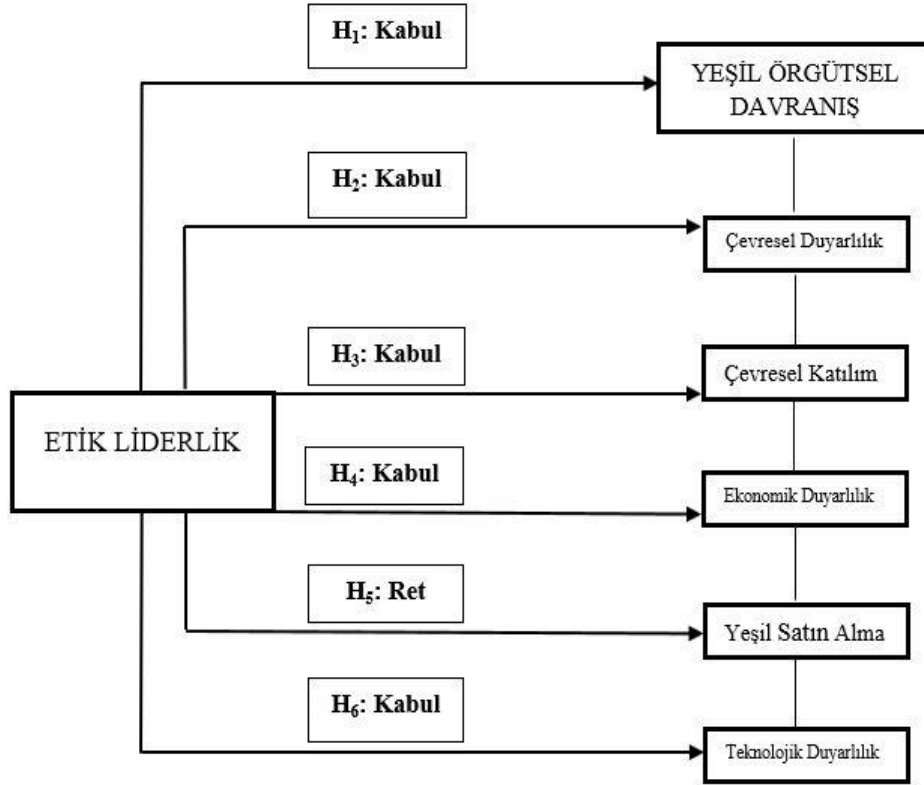 H₁: Kabul
YEŞİL ÖRGÜTSEL
DAVRANIŞ
H₂: Kabul
Çevresel Duyarlılık
H₃: Kabul
Çevresel Katılım
ETİK LİDERLİK
H₄: Kabul
Ekonomik Duyarlılık
H₅: Ret
Yeşil Satın Alma
H₆: Kabul
Teknolojik Duyarlılık